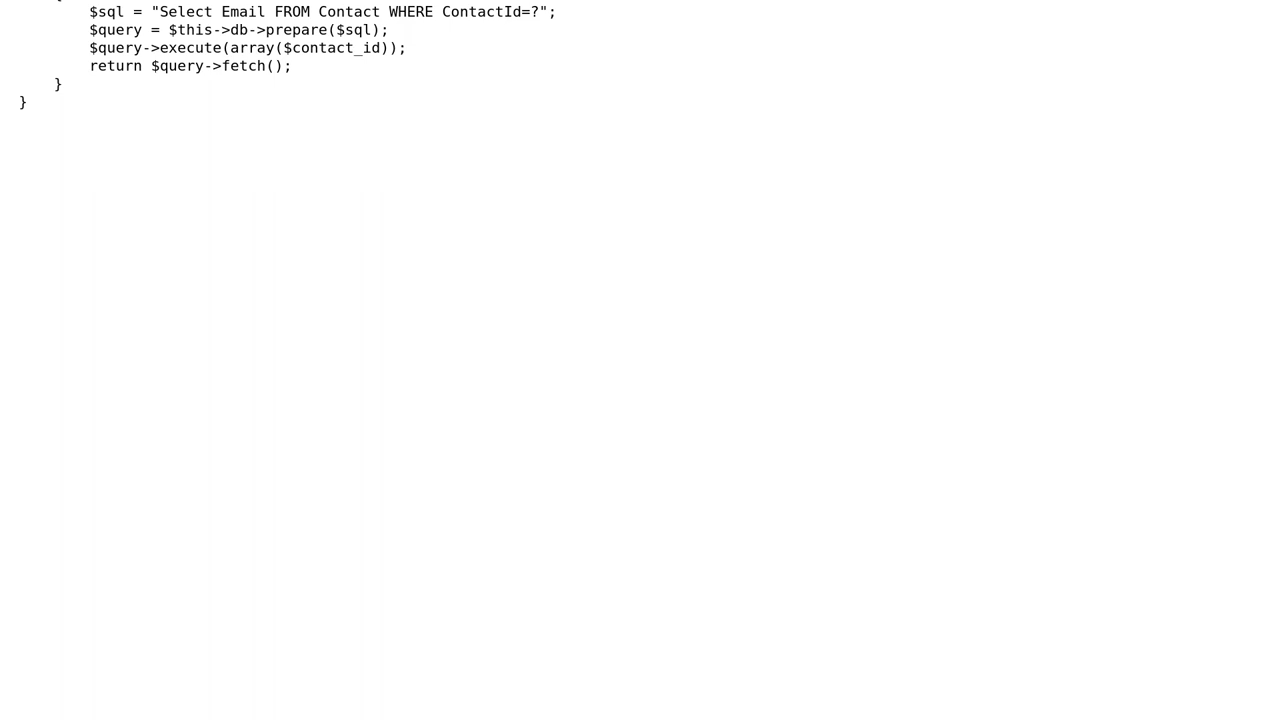 $sql = "Select Email FROM Contact WHERE ContactId=?";
$query = $this->db->prepare($sql);
$query->execute(array($contact_id));
return $query->fetch();
}
}